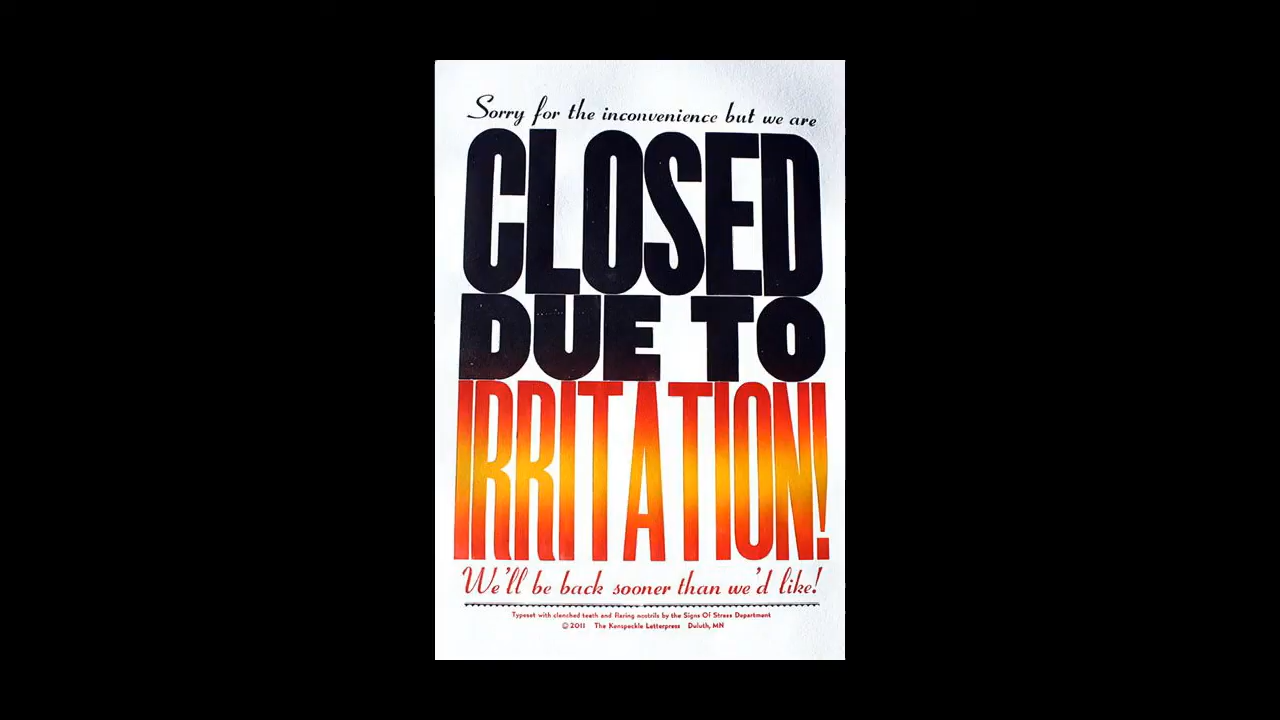 Sorry for the inconvenience but we are
CLOSED
DUE TO
IRRITATION!
We'll be back sooner than we'd like!
Typeset with clenched teeth and flaring nostrils by the Signs Of Stress Department
© 2011 The Kenspeckle Letterpress Duluth, MN